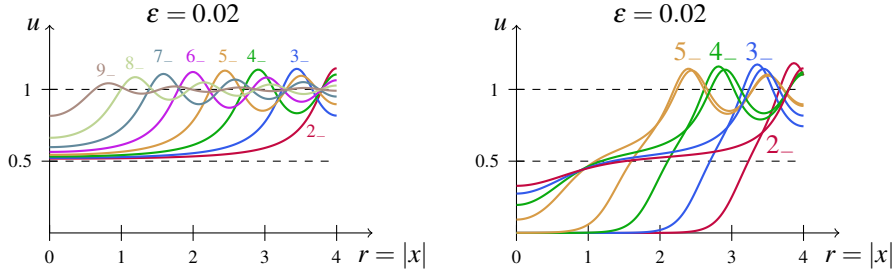 ε = 0.02
u
1
0.5
9₋ 8₋ 7₋ 6₋ 5₋ 4₋ 3₋
2₋
0 1 2 3 4 r = |x|
ε = 0.02
u
1
0.5
5₋ 4₋ 3₋
2₋
0 1 2 3 4 r = |x|